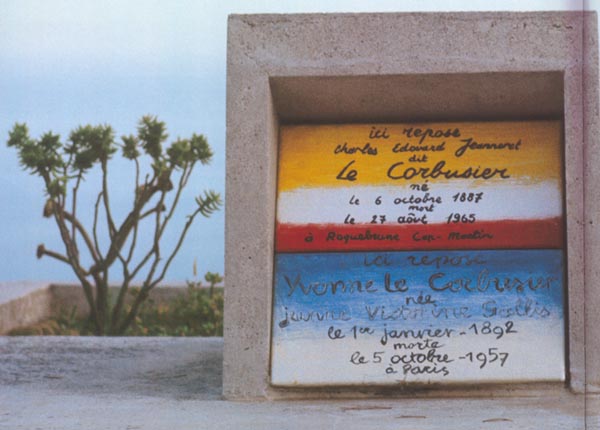 ici repose
Charles Edouard Jeanneret
dit
Le Corbusier
né
le 6 octobre 1887
mort
le 27 août 1965
à Roquebrune Cap-Martin
ici repose
Yvonne Le Corbusier
née
Jeanne Victorine Gallis
le 1er janvier-1892
morte
le 5 octobre-1957
à Paris